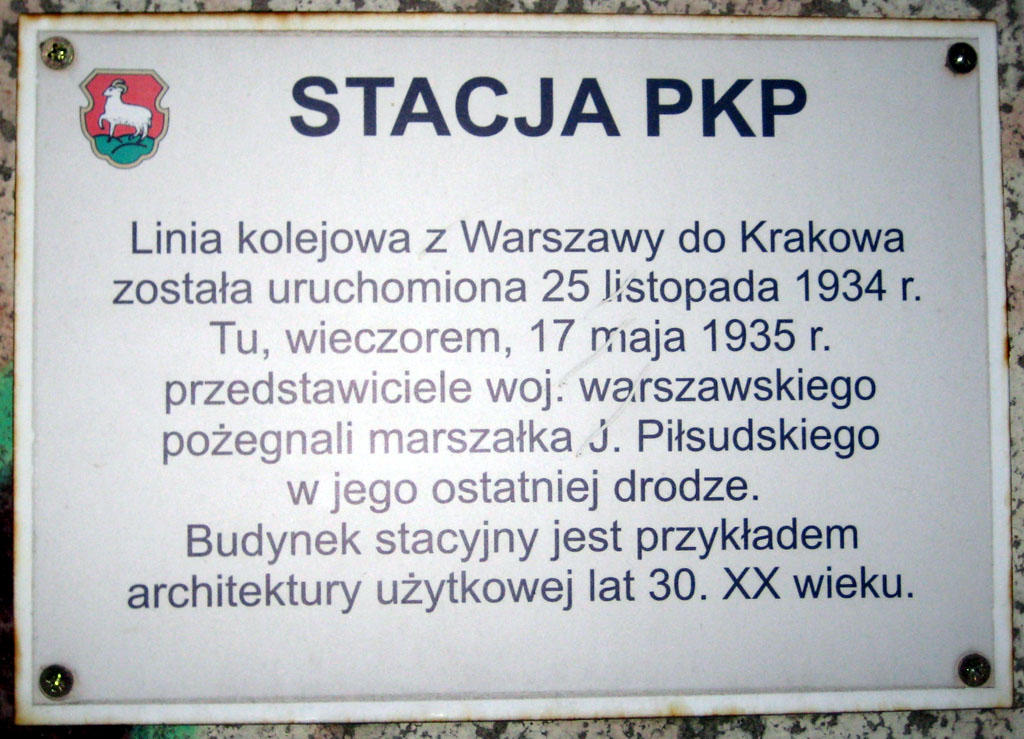 STACJA PKP
Linia kolejowa z Warszawy do Krakowa
została uruchomiona 25 listopada 1934 r.
Tu, wieczorem, 17 maja 1935 r.
przedstawiciele woj. warszawskiego
pożegnali marszałka J. Piłsudskiego
w jego ostatniej drodze.
Budynek stacyjny jest przykładem
architektury użytkowej lat 30. XX wieku.